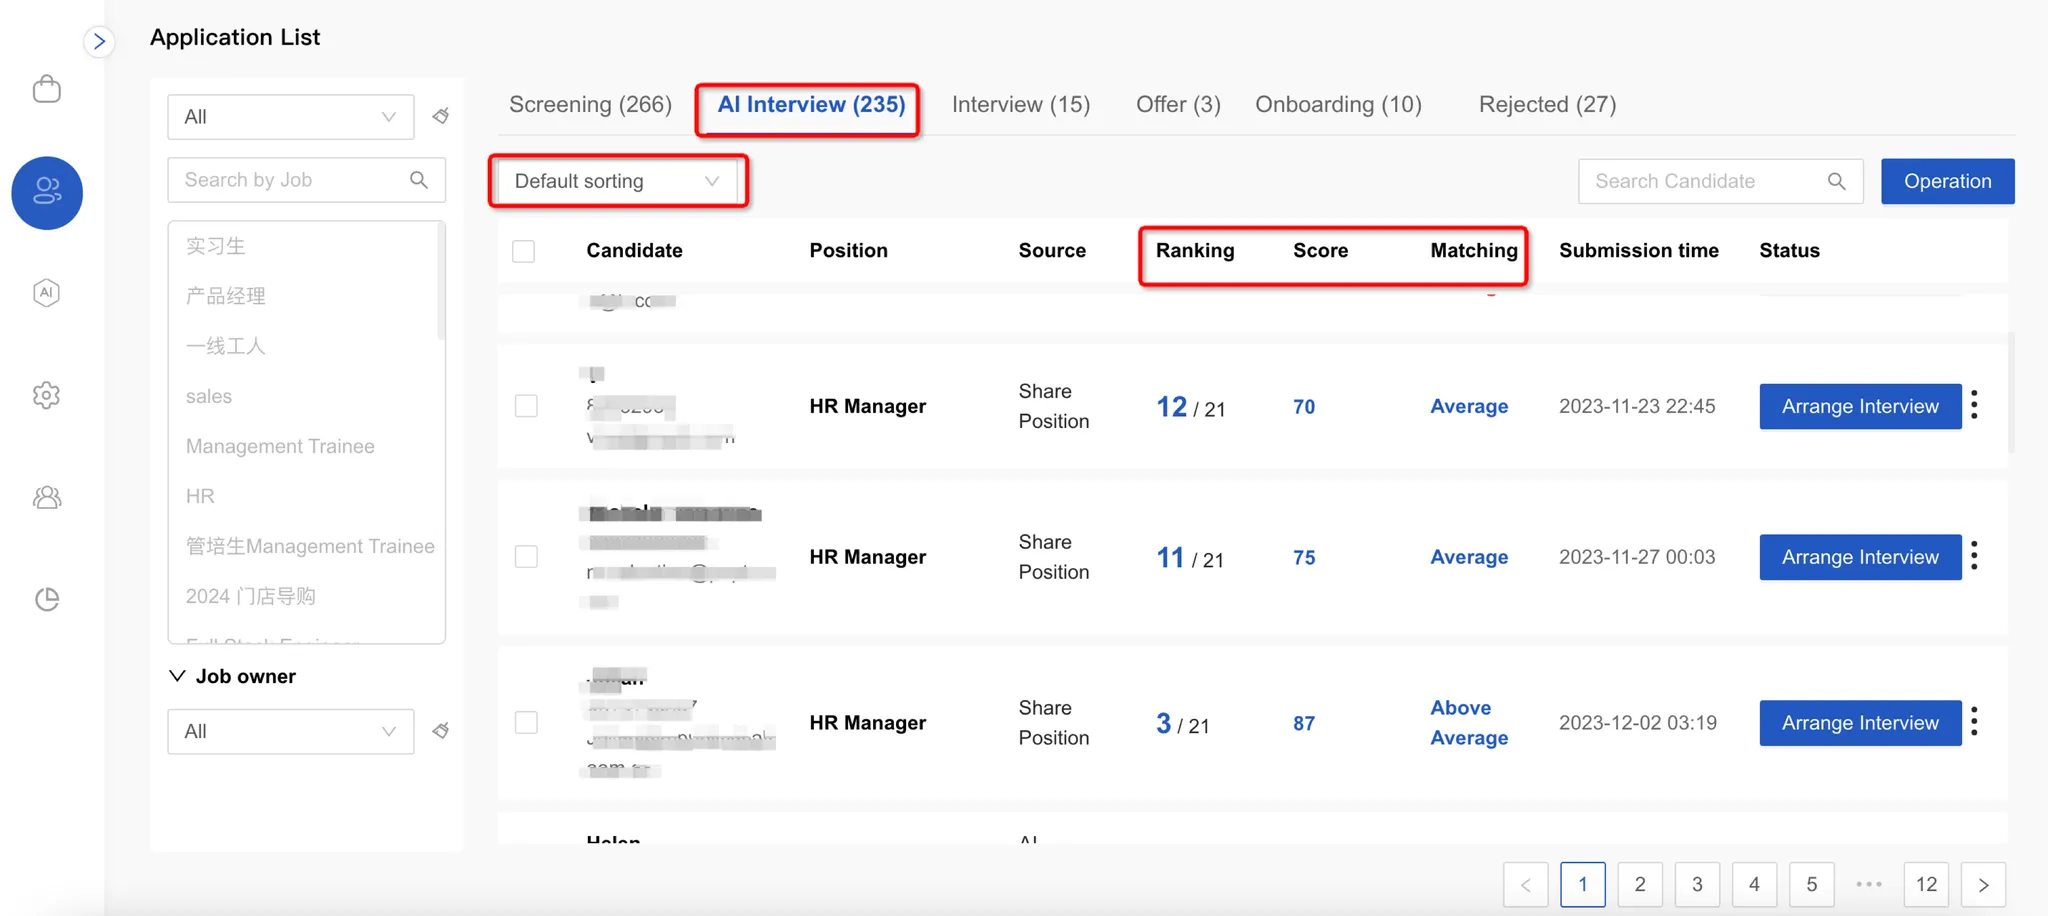 Application List
All
Search by Job
实习生
产品经理
一线工人
sales
Management Trainee
HR
管培生Management Trainee
2024 门店导购
Full Stack Engineer
Job owner
All
AI
Screening (266)
AI Interview (235)
Interview (15)
Offer (3)
Onboarding (10)
Rejected (27)
Default sorting
Search Candidate
Operation
Candidate Position Source Ranking Score Matching Submission time Status
HR Manager
Share
Position
12 / 21
70
Average
2023-11-23 22:45
Arrange Interview
HR Manager
Share
Position
11 / 21
75
Average
2023-11-27 00:03
Arrange Interview
HR Manager
Share
Position
3 / 21
87
Above
Average
2023-12-02 03:19
Arrange Interview
Helen
AI
1 2 3 4 5 ••• 12